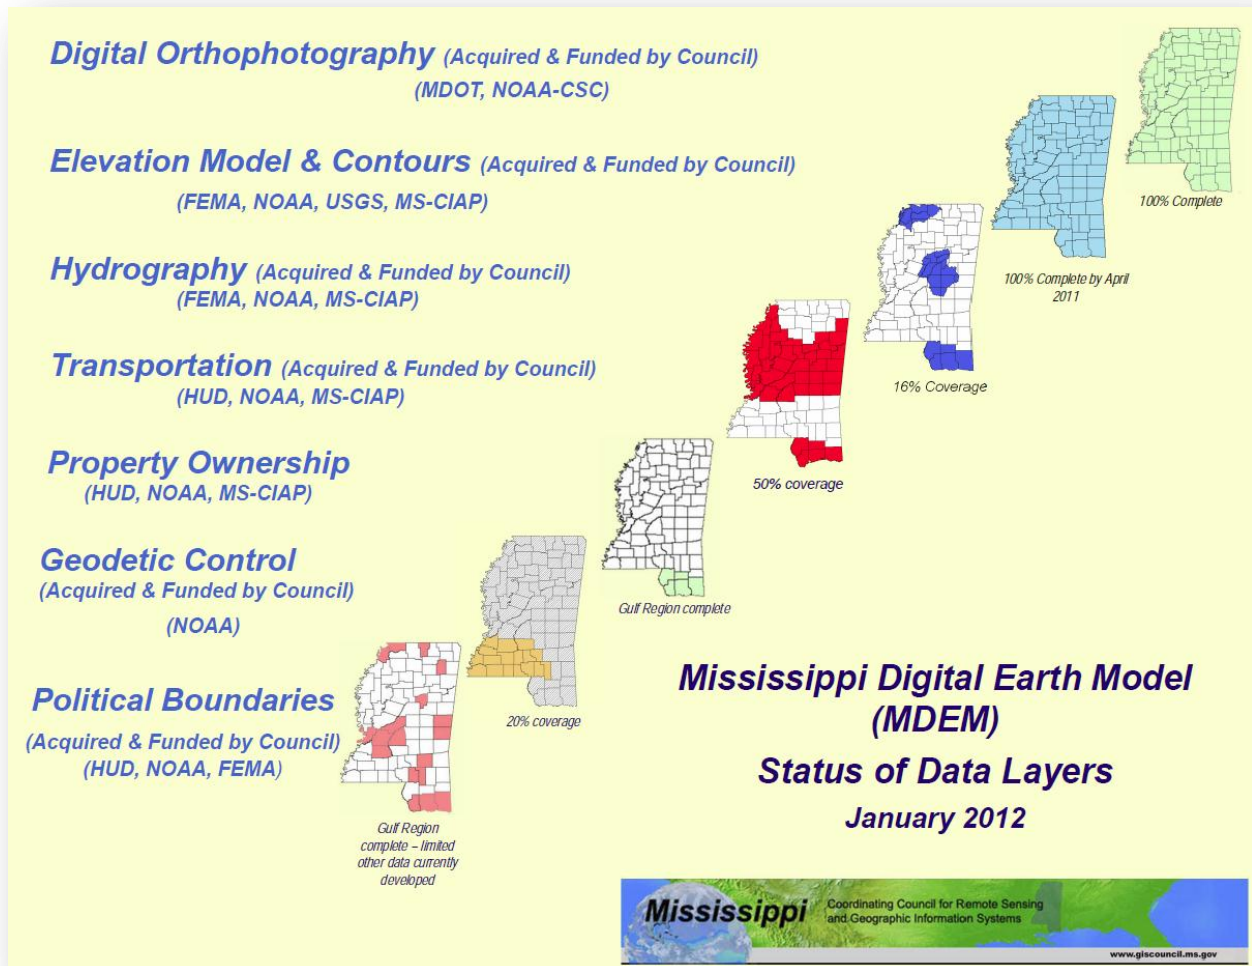 Digital Orthophotography (Acquired & Funded by Council)
(MDOT, NOAA-CSC)
100% Complete
Elevation Model & Contours (Acquired & Funded by Council)
(FEMA, NOAA, USGS, MS-CIAP)
100% Complete by April
2011
Hydrography (Acquired & Funded by Council)
(FEMA, NOAA, MS-CIAP)
16% Coverage
Transportation (Acquired & Funded by Council)
(HUD, NOAA, MS-CIAP)
50% coverage
Property Ownership
(HUD, NOAA, MS-CIAP)
Gulf Region complete
Geodetic Control
(Acquired & Funded by Council)
(NOAA)
20% coverage
Political Boundaries
(Acquired & Funded by Council)
(HUD, NOAA, FEMA)
Gulf Region
complete – limited
other data currently
developed
Mississippi Digital Earth Model
(MDEM)
Status of Data Layers
January 2012
Mississippi
Coordinating Council for Remote Sensing
and Geographic Information Systems
www.giscouncil.ms.gov